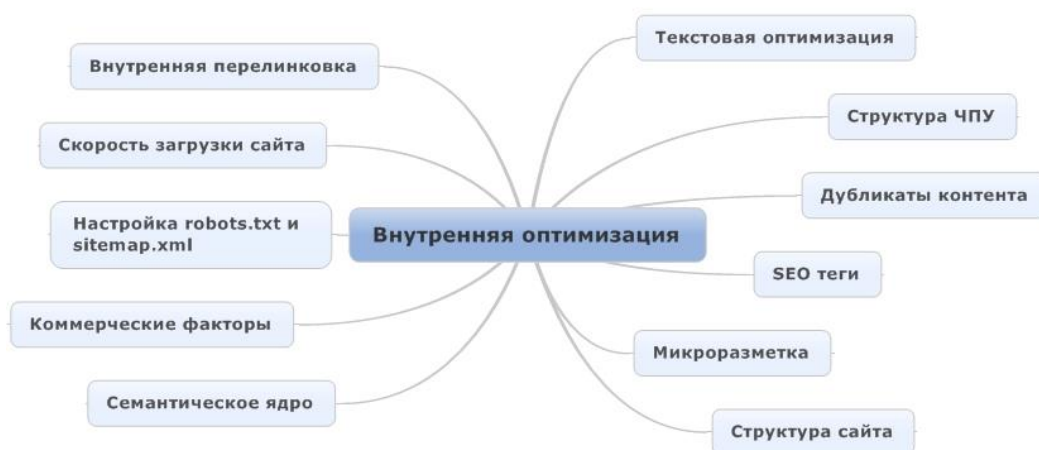 Текстовая оптимизация
Внутренняя перелинковка
Структура ЧПУ
Скорость загрузки сайта
Дубликаты контента
Настройка robots.txt и
sitemap.xml
Внутренняя оптимизация
SEO теги
Коммерческие факторы
Микроразметка
Семантическое ядро
Структура сайта